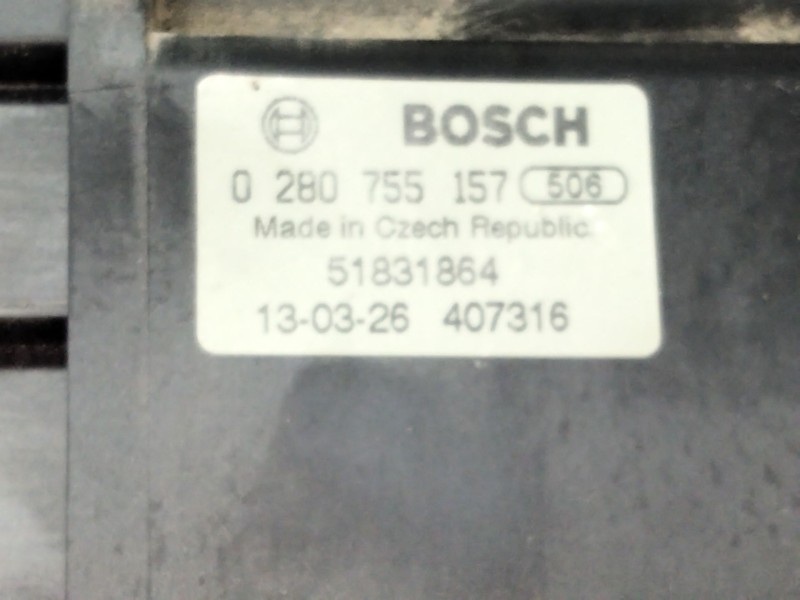 BOSCH
0 280 755 157 506
Made in Czech Republic
51831864
13-03-26 407316